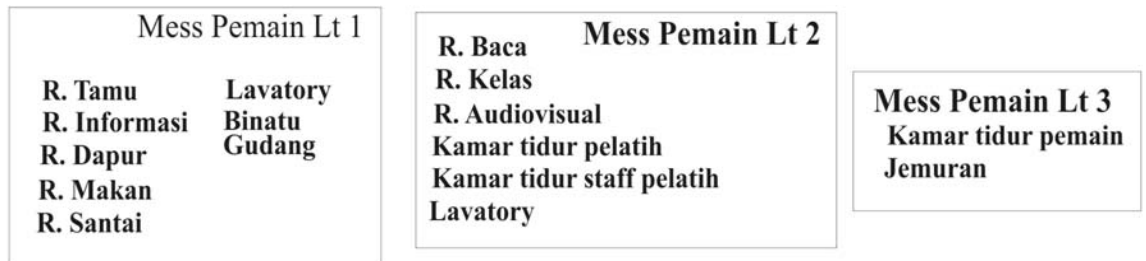 Mess Pemain Lt 1
R. Tamu
R. Informasi
R. Dapur
R. Makan
R. Santai
Lavatory
Binatu
Gudang
Mess Pemain Lt 2
R. Baca
R. Kelas
R. Audiovisual
Kamar tidur pelatih
Kamar tidur staff pelatih
Lavatory
Mess Pemain Lt 3
Kamar tidur pemain
Jemuran